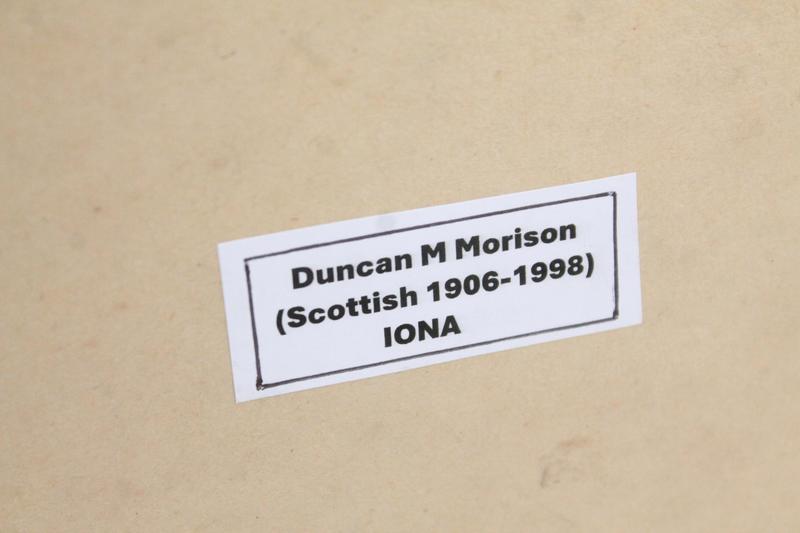 Duncan M Morison
(Scottish 1906-1998)
IONA